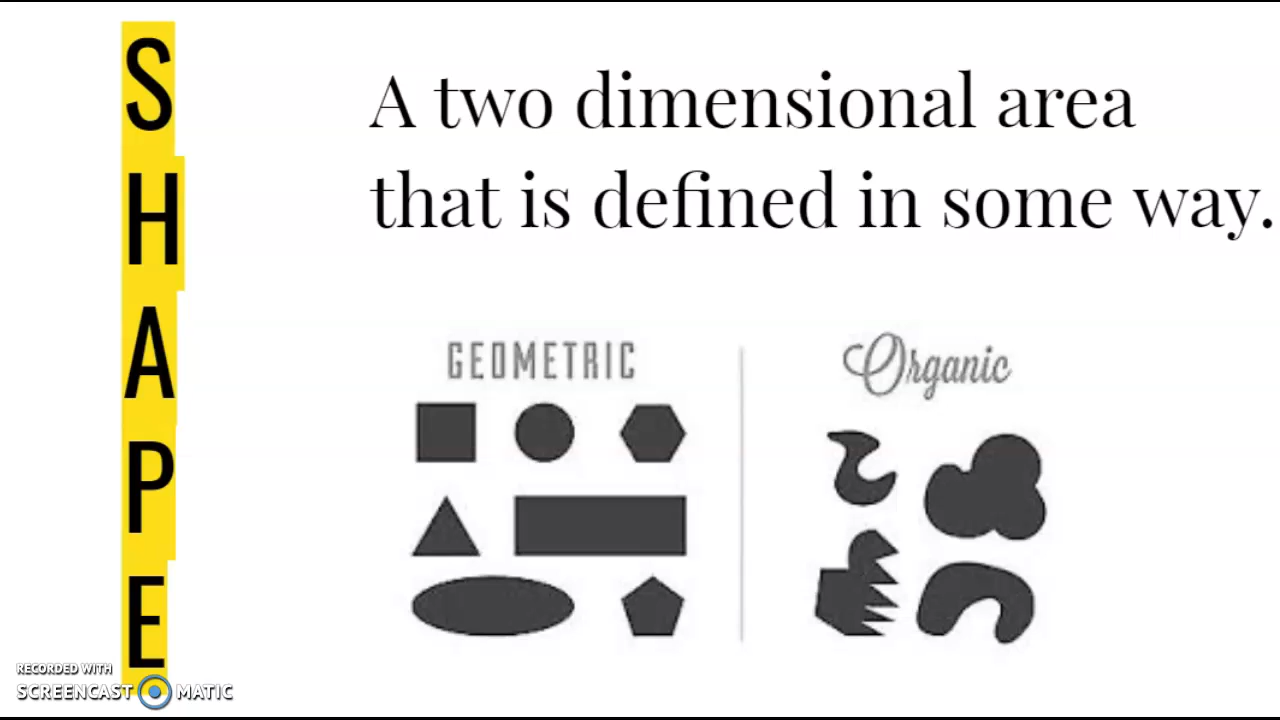 SHAPE
A two dimensional area
that is defined in some way.
GEOMETRIC
Organic
RECORDED WITH
SCREENCAST MATIC